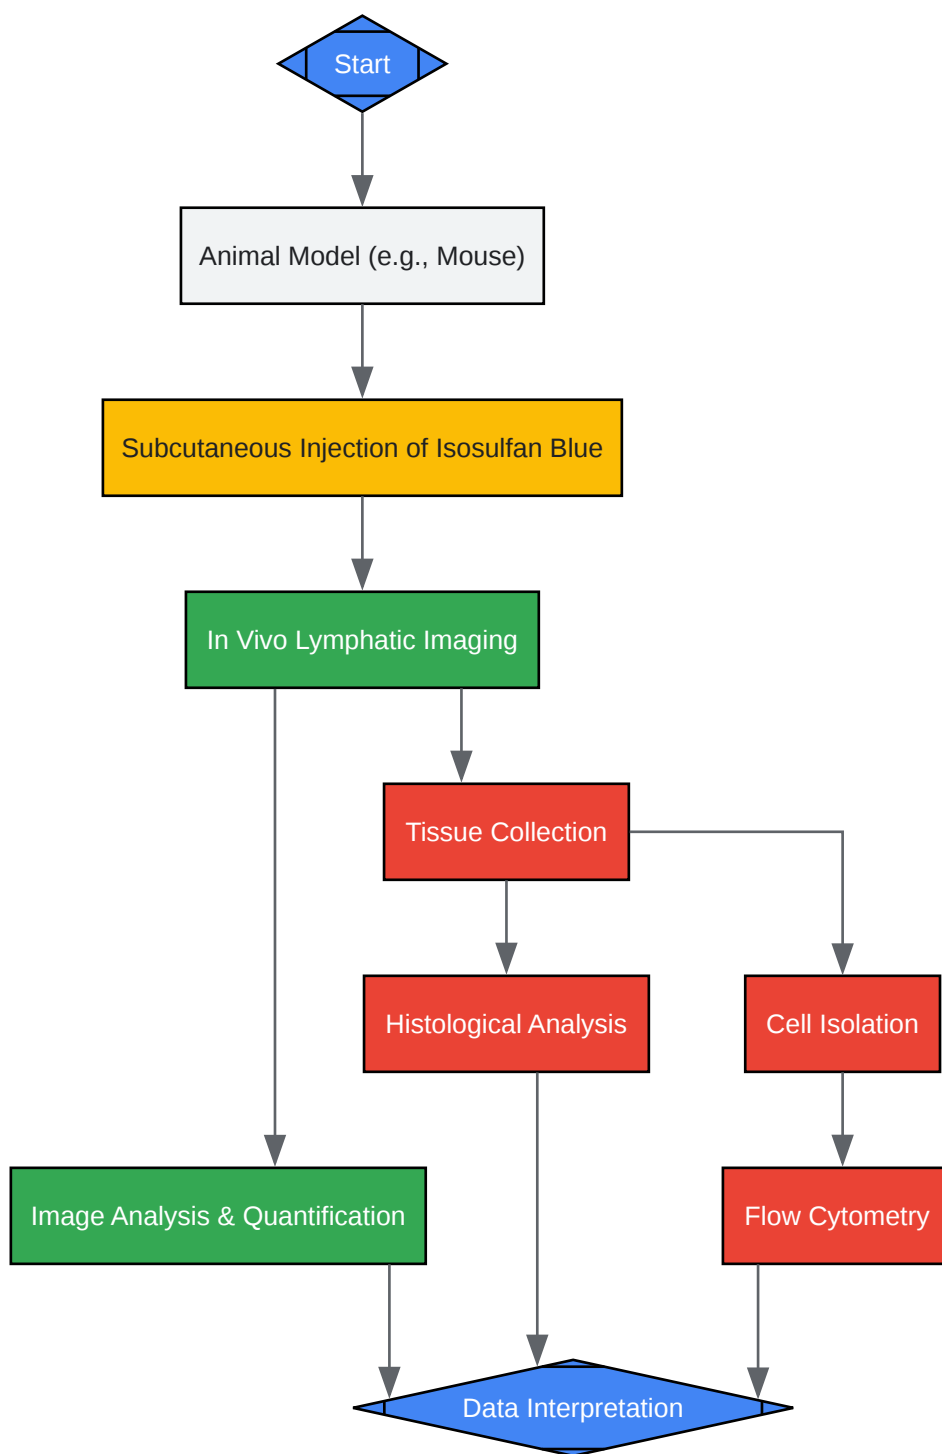 Start
Animal Model (e.g., Mouse)
Subcutaneous Injection of Isosulfan Blue
In Vivo Lymphatic Imaging
Tissue Collection
Histological Analysis
Cell Isolation
Image Analysis & Quantification
Flow Cytometry
Data Interpretation